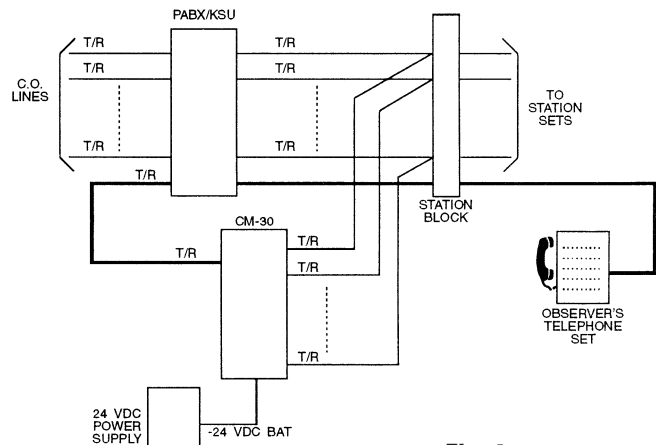 PABX/KSU
C.O.
LINES
T/R
T/R
T/R
T/R
T/R
T/R
T/R
TO
STATION
SETS
STATION
BLOCK
CM-30
T/R
T/R
T/R
T/R
OBSERVER'S
TELEPHONE
SET
24 VDC
POWER
SUPPLY
-24 VDC BAT